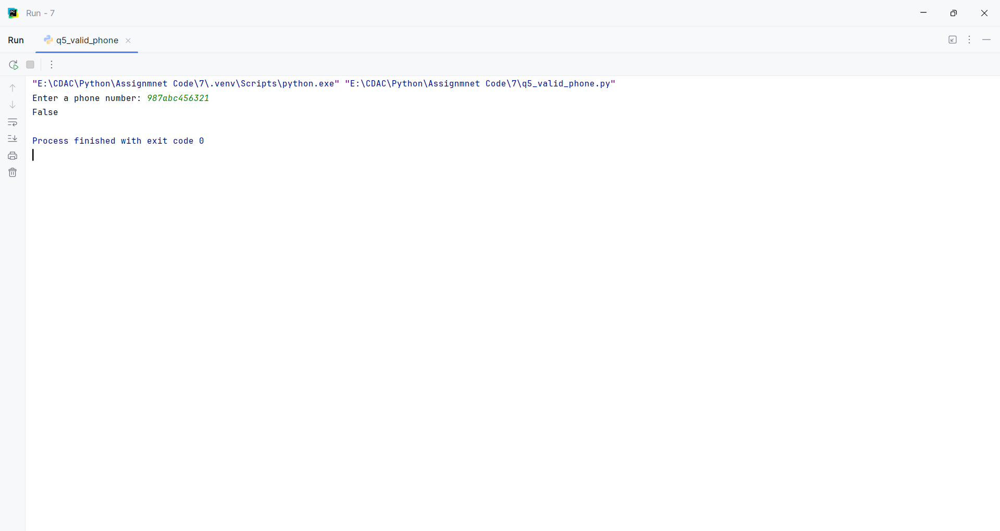 PC
Run - 7
Run q5_valid_phone
"E:\CDAC\Python\Assignmnet Code\7\.venv\Scripts\python.exe" "E:\CDAC\Python\Assignmnet Code\7\q5_valid_phone.py"
Enter a phone number: 987abc456321
False
Process finished with exit code 0